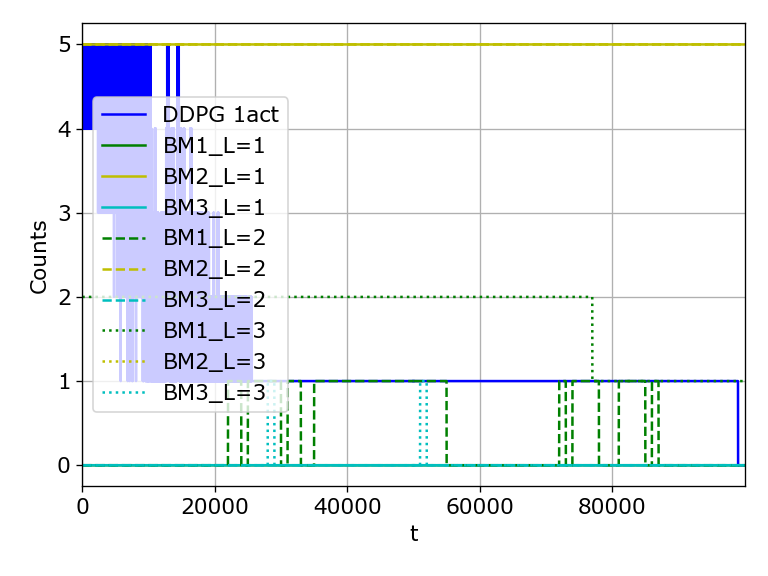 5
4
3
2
1
0
Counts
DDPG 1act
BM1_L=1
BM2_L=1
BM3_L=1
BM1_L=2
BM2_L=2
BM3_L=2
BM1_L=3
BM2_L=3
BM3_L=3
0 20000 40000 60000 80000
t